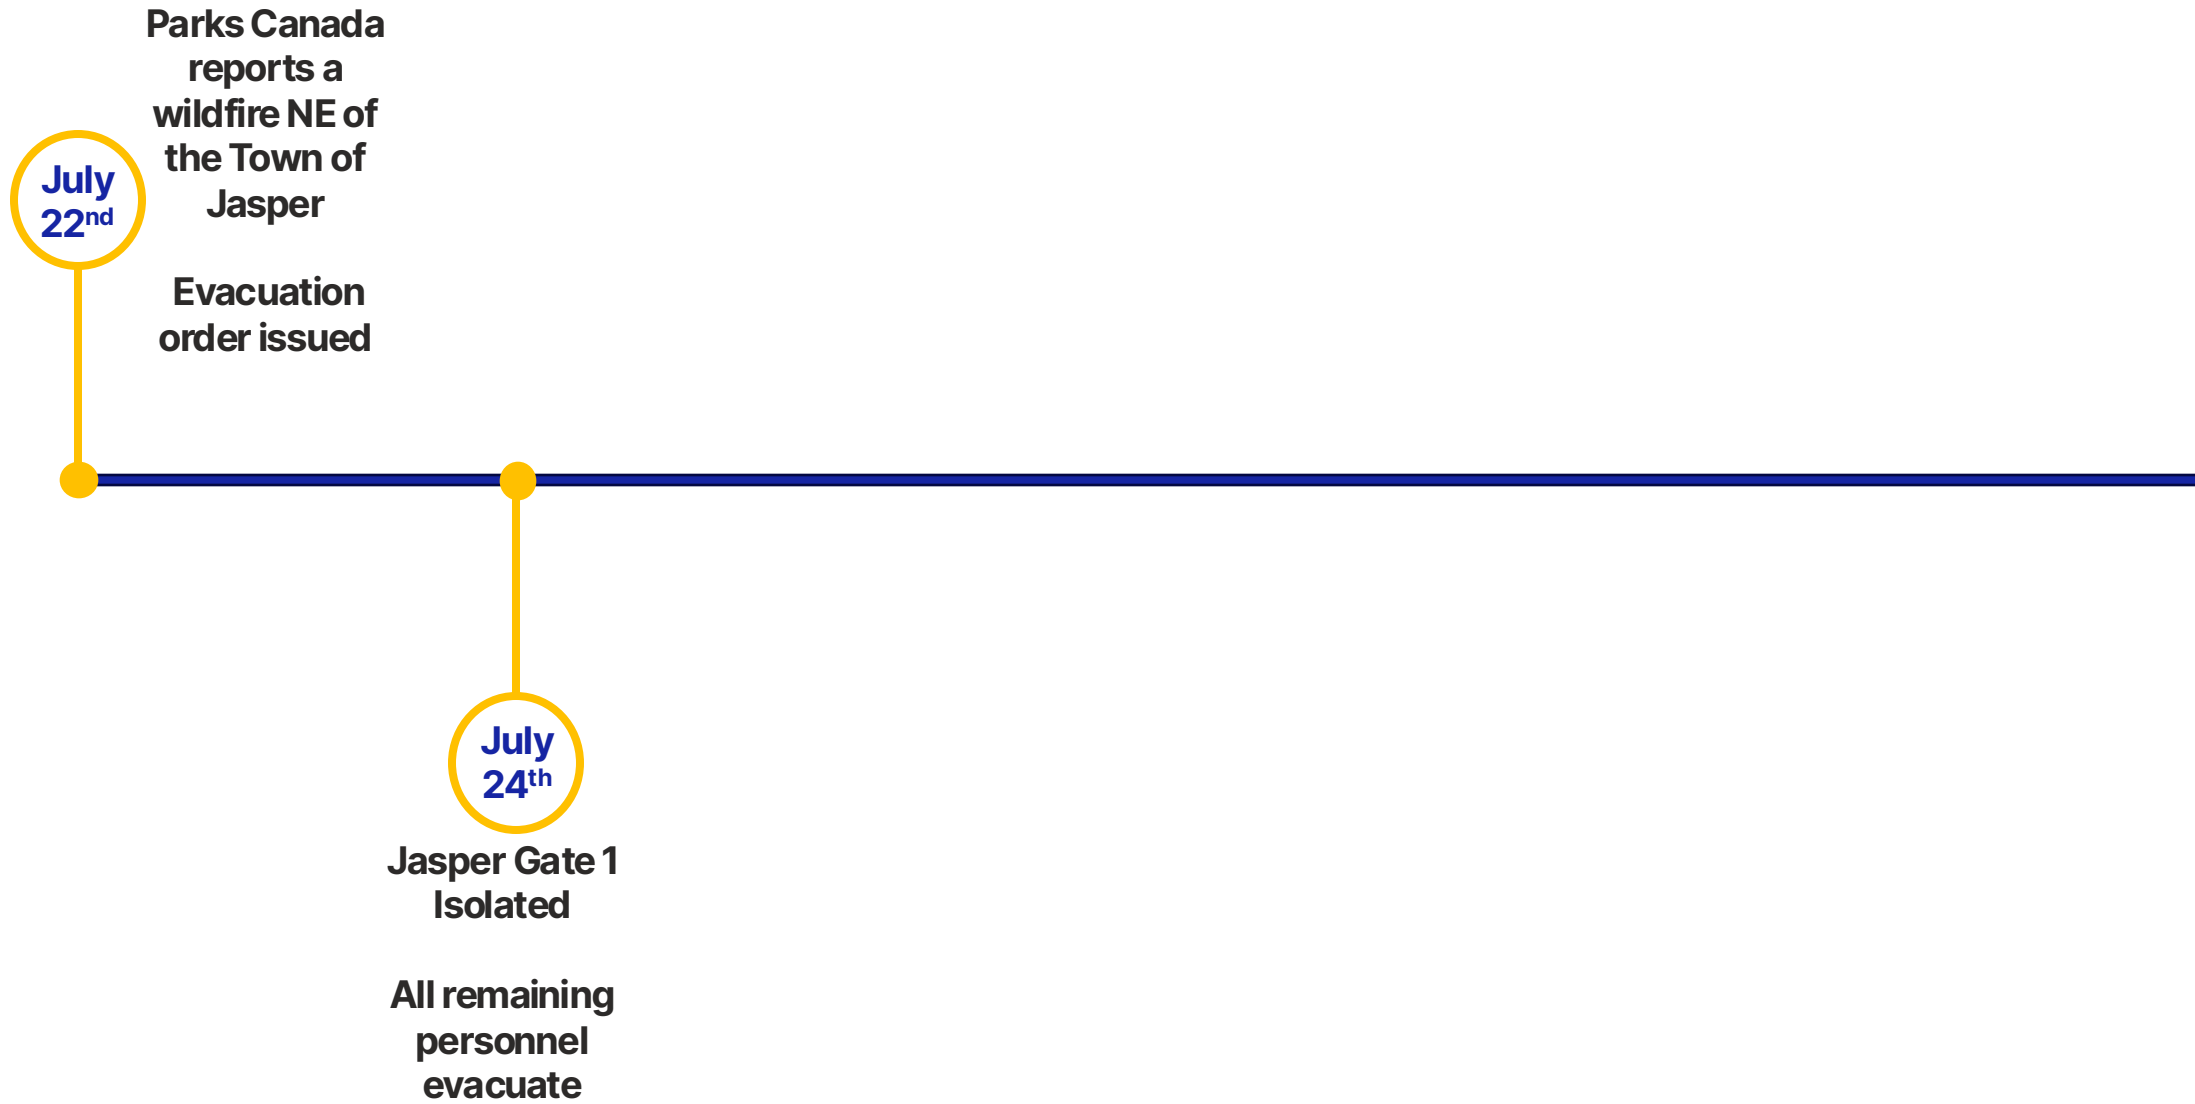 July
22nd
Parks Canada
reports a
wildfire NE of
the Town of
Jasper
Evacuation
order issued
July
24th
Jasper Gate 1
Isolated
All remaining
personnel
evacuate